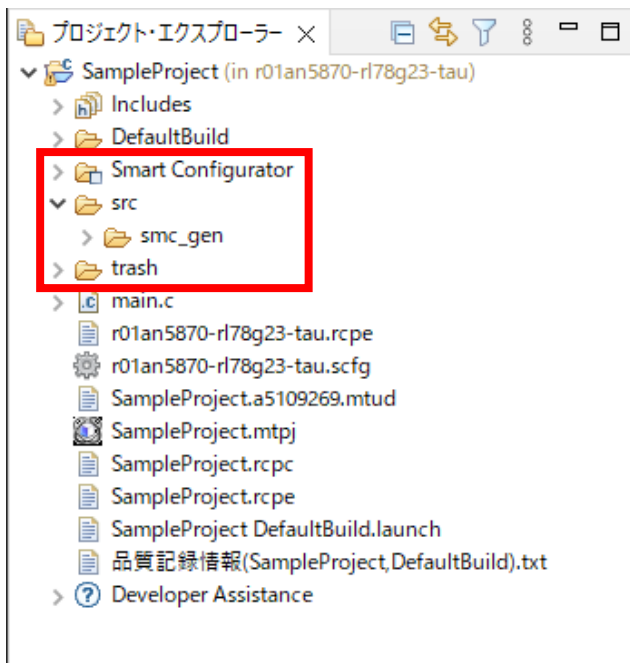 プロジェクト・エクスプローラー
SampleProject (in r01an5870-rl78g23-tau)
Includes
DefaultBuild
Smart Configurator
src
smc_gen
trash
main.c
r01an5870-rl78g23-tau.rcpe
r01an5870-rl78g23-tau.scfg
SampleProject.a5109269.mtud
SampleProject.mtpj
SampleProject.rcpc
SampleProject.rcpe
SampleProject DefaultBuild.launch
品質記録情報(SampleProject,DefaultBuild).txt
Developer Assistance